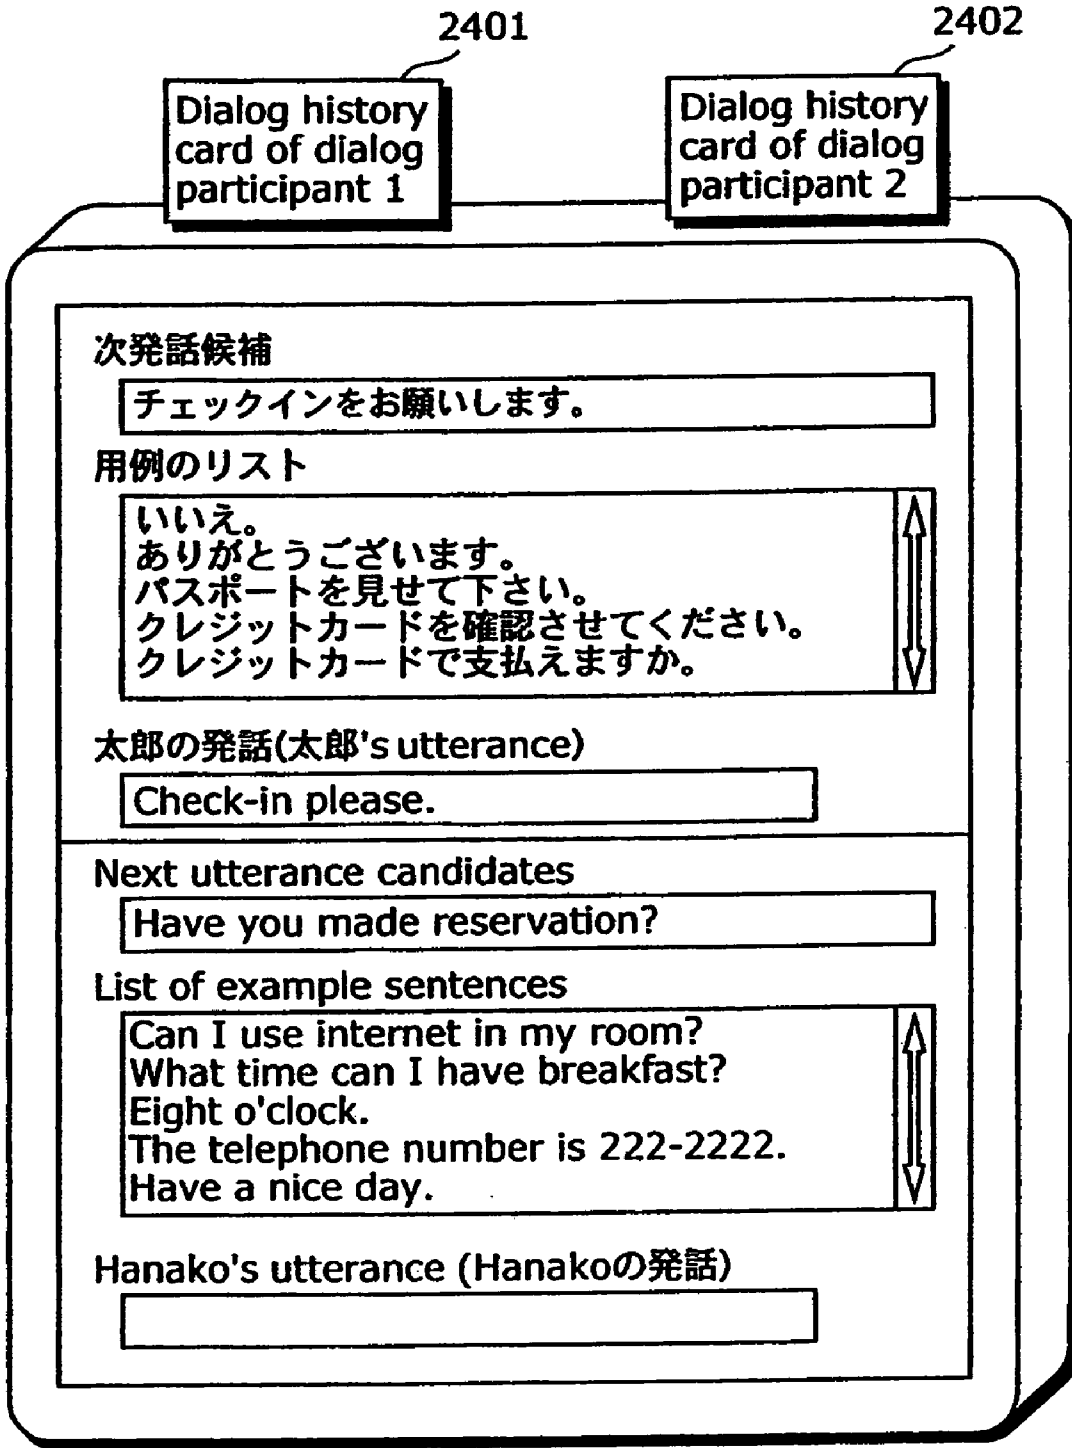 2401
2402
Dialog history
card of dialog
participant 1
Dialog history
card of dialog
participant 2
次発話候補
チェックインをお願いします。
用例のリスト
いいえ。
ありがとうございます。
パスポートを見せて下さい。
クレジットカードを確認させてください。
クレジットカードで支払えますか。
太郎の発話(太郎's utterance)
Check-in please.
Next utterance candidates
Have you made reservation?
List of example sentences
Can I use internet in my room?
What time can I have breakfast?
Eight o'clock.
The telephone number is 222-2222.
Have a nice day.
Hanako's utterance (Hanakoの発話)